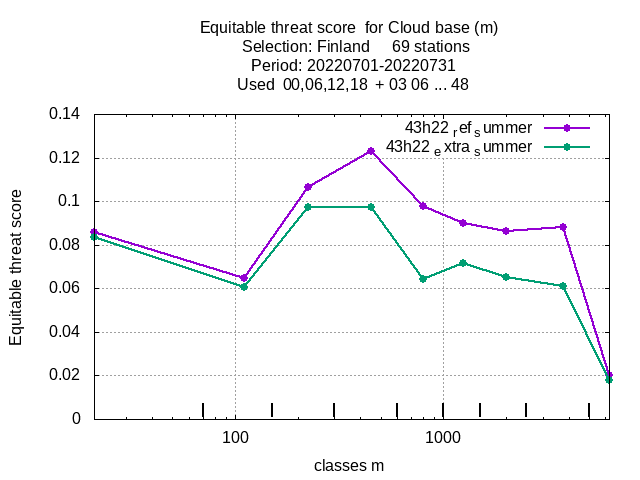 Equitable threat score for Cloud base (m)
Selection: Finland 69 stations
Period: 20220701-20220731
Used 00,06,12,18 + 03 06 ... 48
43h22 ref summer
43h22 extra summer
0.14
0.12
0.1
0.08
0.06
0.04
0.02
0
Equitable threat score
100 1000
classes m